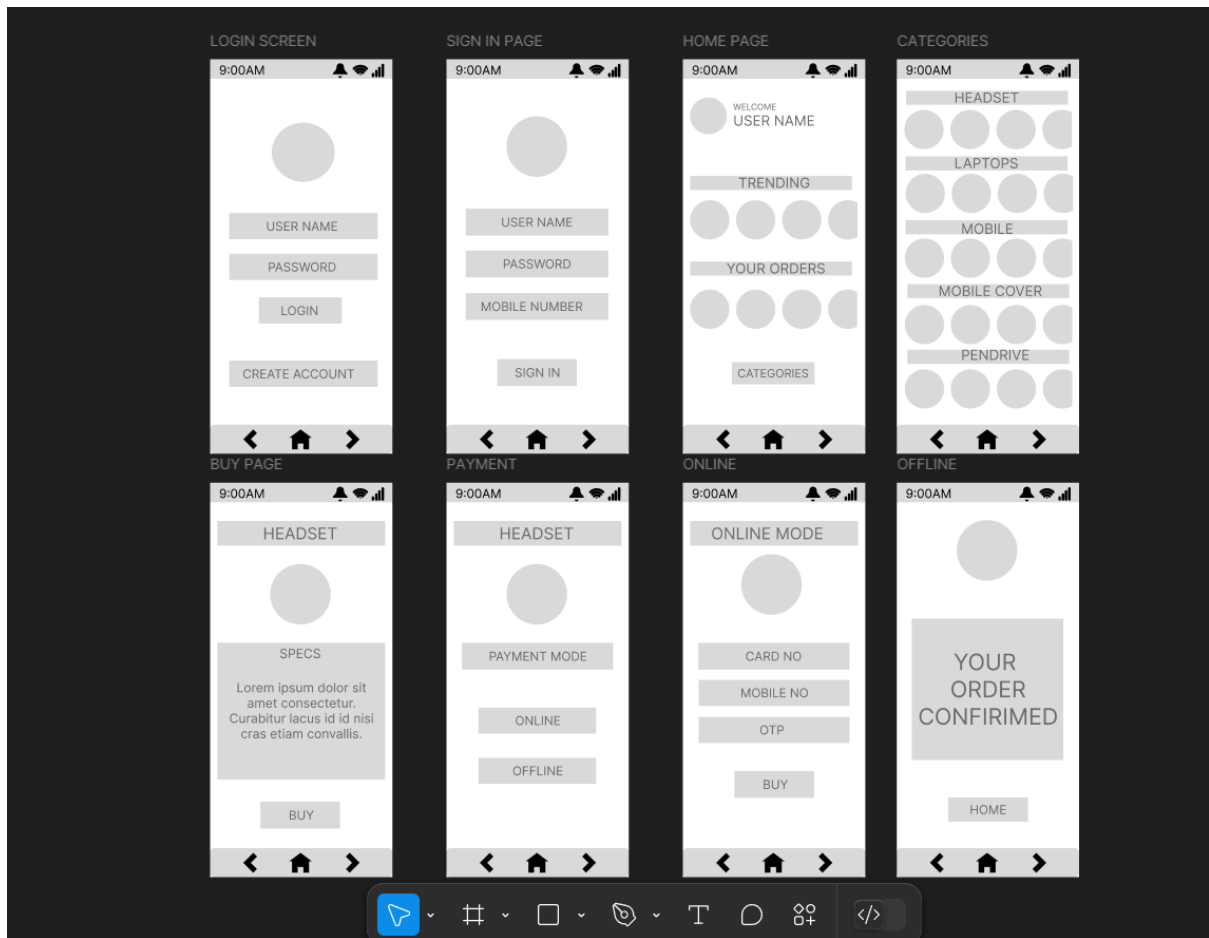 LOGIN SCREEN
9:00AM
USER NAME
PASSWORD
LOGIN
CREATE ACCOUNT
SIGN IN PAGE
9:00AM
USER NAME
PASSWORD
MOBILE NUMBER
SIGN IN
HOME PAGE
9:00AM
WELCOME
USER NAME
TRENDING
YOUR ORDERS
CATEGORIES
CATEGORIES
9:00AM
HEADSET
LAPTOPS
MOBILE
MOBILE COVER
PENDRIVE
BUY PAGE
9:00AM
HEADSET
SPECS
Lorem ipsum dolor sit
amet consectetur.
Curabitur lacus id id nisi
cras etiam convallis.
BUY
PAYMENT
9:00AM
HEADSET
PAYMENT MODE
ONLINE
OFFLINE
ONLINE
9:00AM
ONLINE MODE
CARD NO
MOBILE NO
OTP
BUY
OFFLINE
9:00AM
YOUR
ORDER
CONFIRIMED
HOME